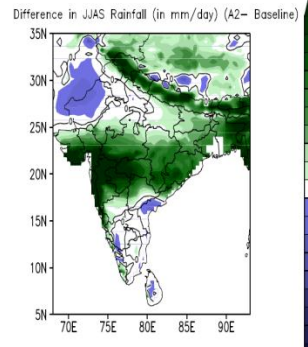 Difference in JJAS Rainfall (in mm/day) (A2- Baseline)
35N
30N
25N
20N
15N
10N
5N
70E 75E 80E 85E 90E